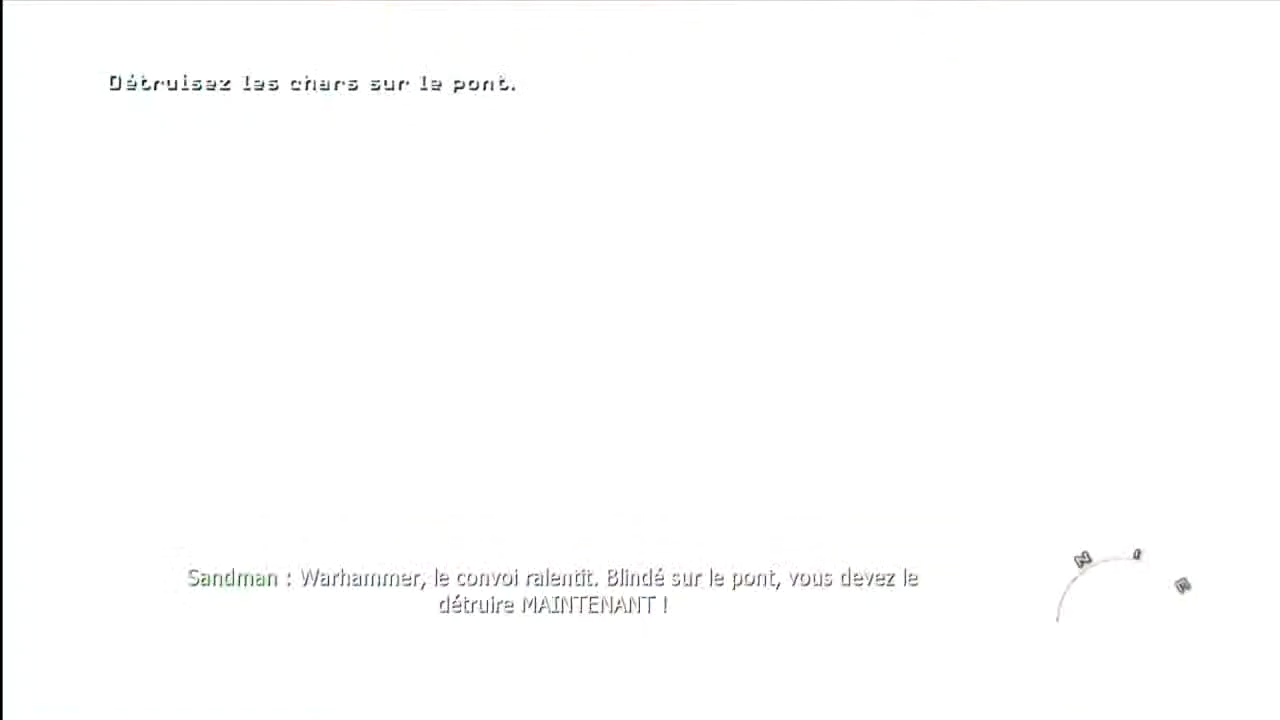 Détruisez les chars sur le pont.
Sandman : Warhammer, le convoi ralentit. Blindé sur le pont, vous devez le
détruire MAINTENANT !
N